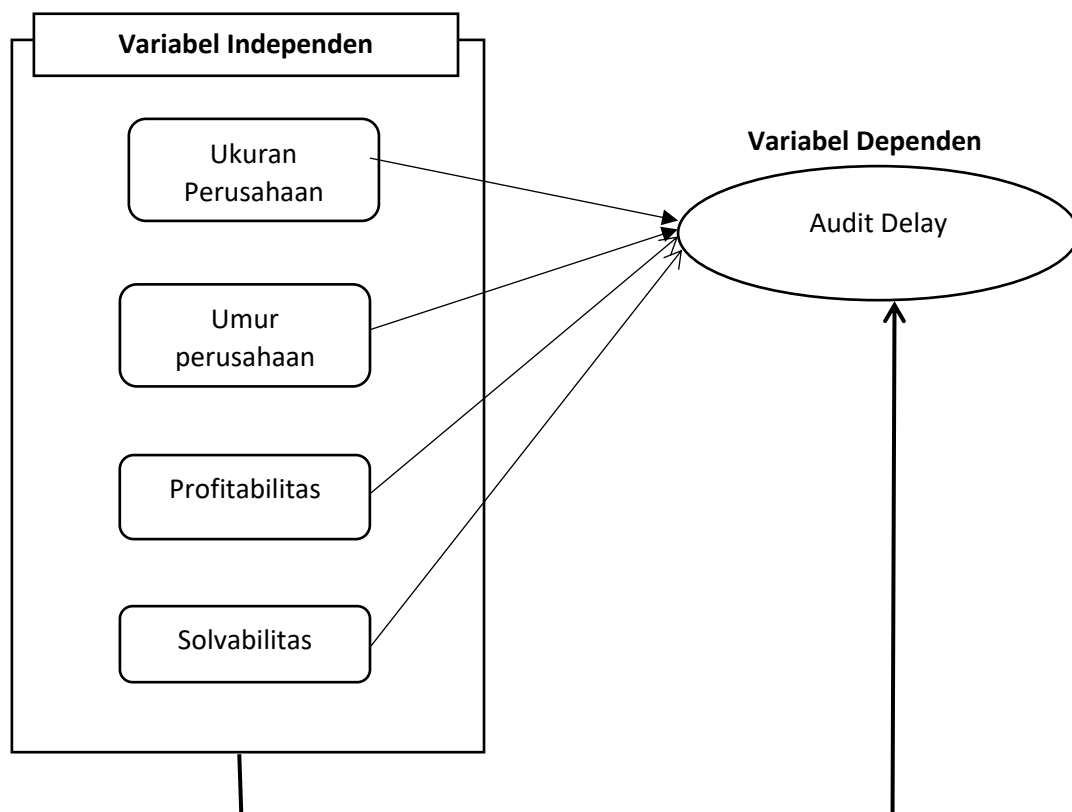 Variabel Independen
Ukuran
Perusahaan
Variabel Dependen
Audit Delay
Umur
perusahaan
Profitabilitas
Solvabilitas